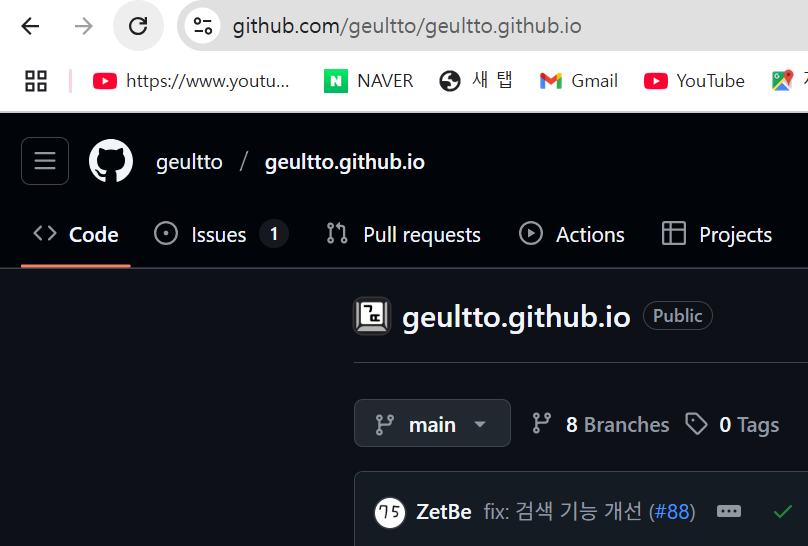 github.com/geultto/geultto.github.io
https://www.youtu... NAVER 새 탭 Gmail YouTube
geultto / geultto.github.io
Code Issues 1 Pull requests Actions Projects
geultto.github.io Public
main 8 Branches 0 Tags
75 ZetBe fix: 검색 기능 개선 (#88)